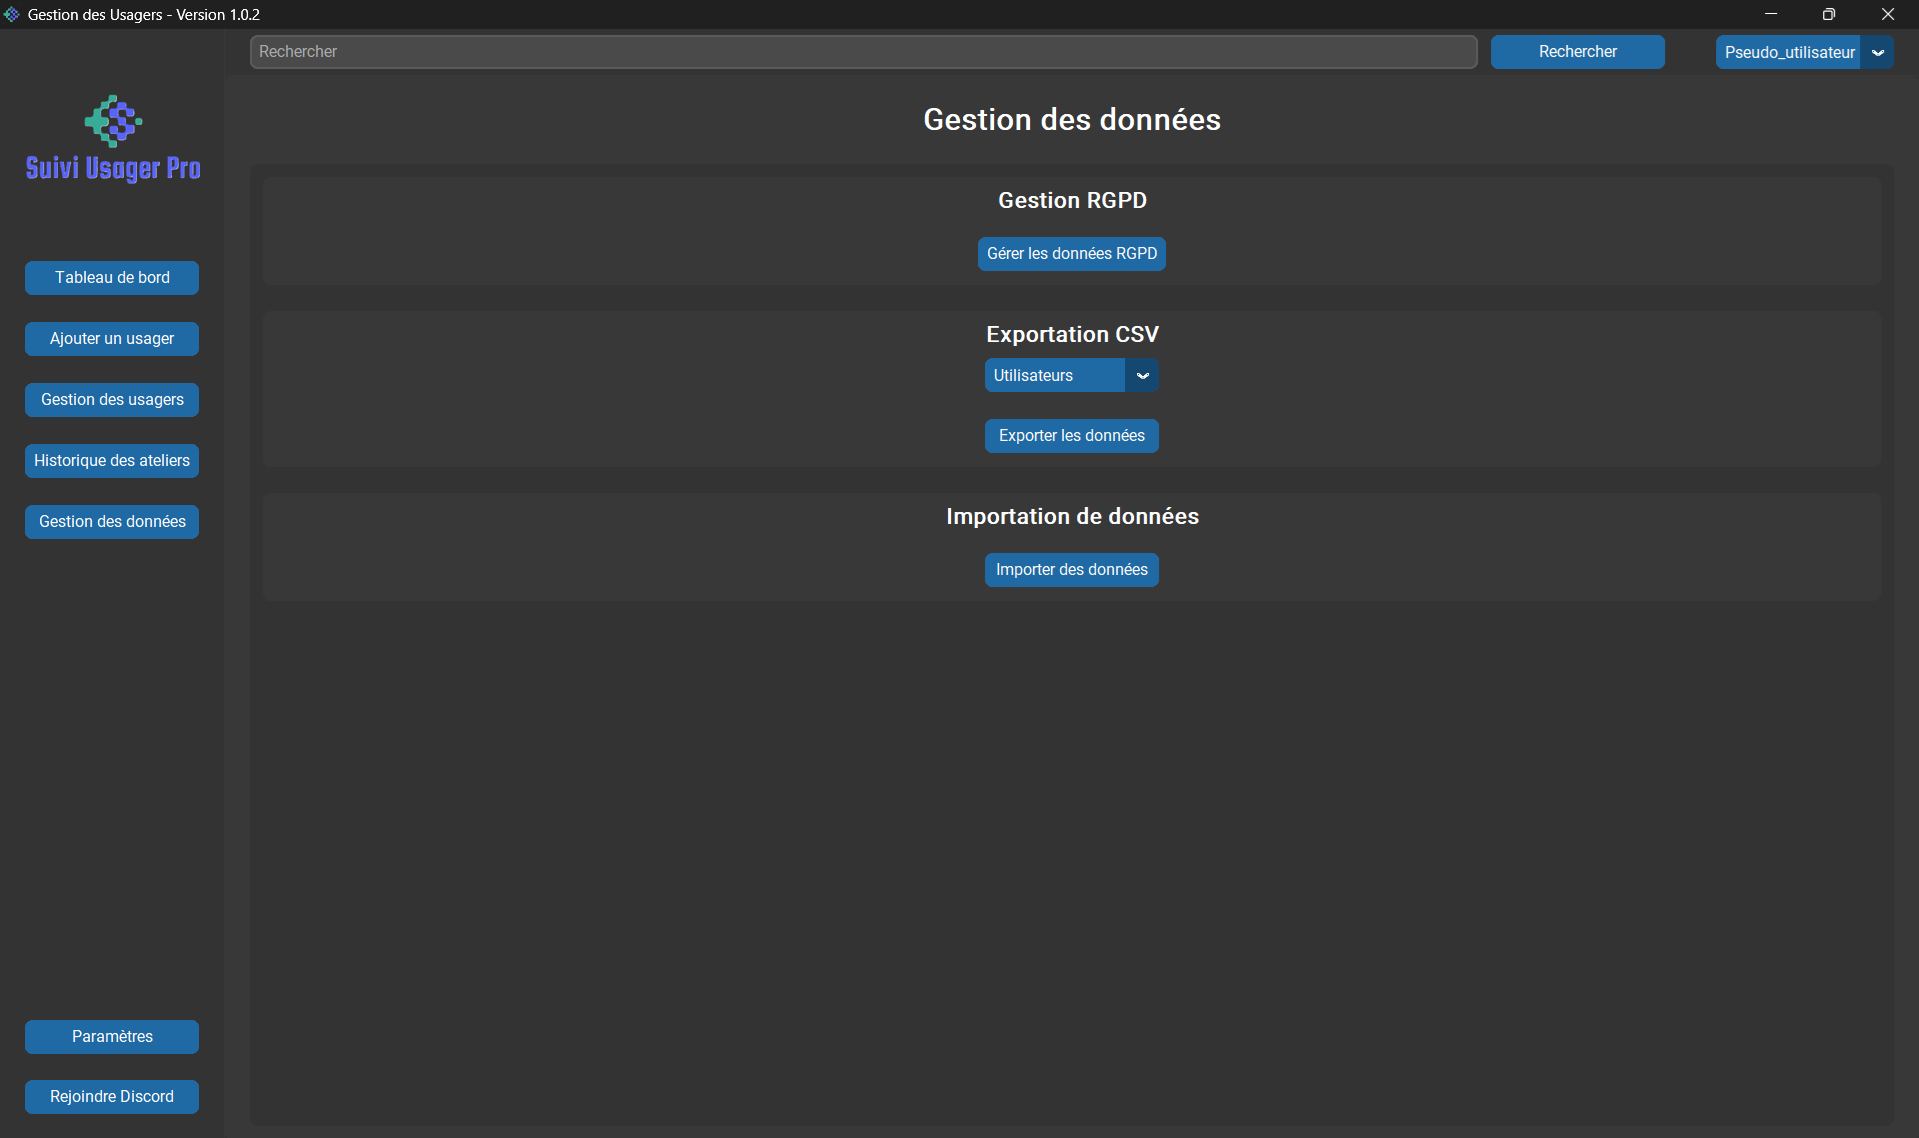 Gestion des Usagers - Version 1.0.2
Rechercher
Rechercher
Pseudo_utilisateur
Suivi Usager Pro
Tableau de bord
Ajouter un usager
Gestion des usagers
Historique des ateliers
Gestion des données
Paramètres
Rejoindre Discord
Gestion des données
Gestion RGPD
Gérer les données RGPD
Exportation CSV
Utilisateurs
Exporter les données
Importation de données
Importer des données